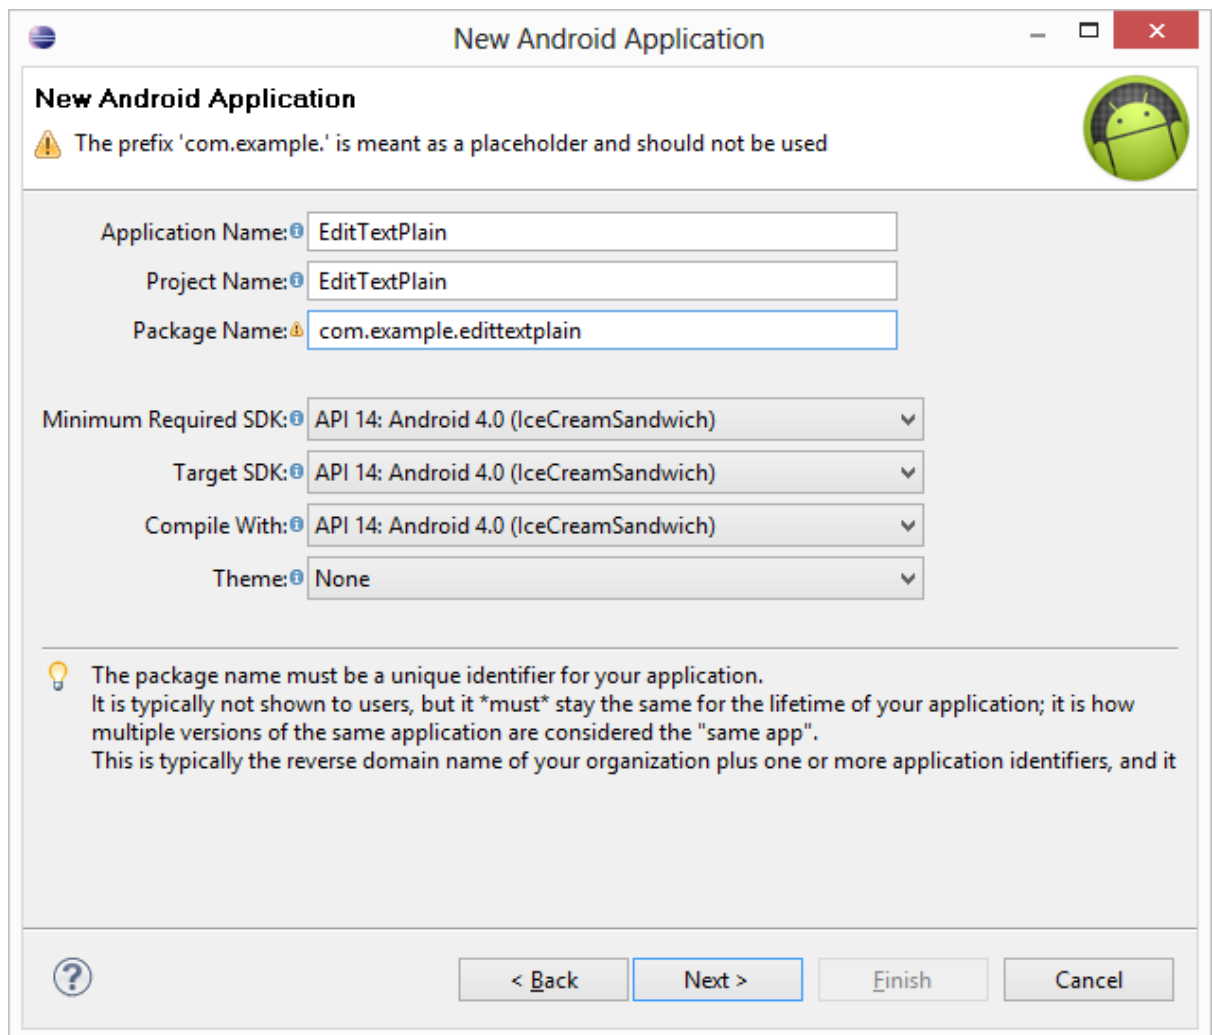 New Android Application
New Android Application
The prefix 'com.example.' is meant as a placeholder and should not be used
Application Name: EditTextPlain
Project Name: EditTextPlain
Package Name: com.example.edittextplain
Minimum Required SDK: API 14: Android 4.0 (IceCreamSandwich)
Target SDK: API 14: Android 4.0 (IceCreamSandwich)
Compile With: API 14: Android 4.0 (IceCreamSandwich)
Theme: None
The package name must be a unique identifier for your application.
It is typically not shown to users, but it *must* stay the same for the lifetime of your application; it is how
multiple versions of the same application are considered the "same app".
This is typically the reverse domain name of your organization plus one or more application identifiers, and it
< Back Next > Finish Cancel